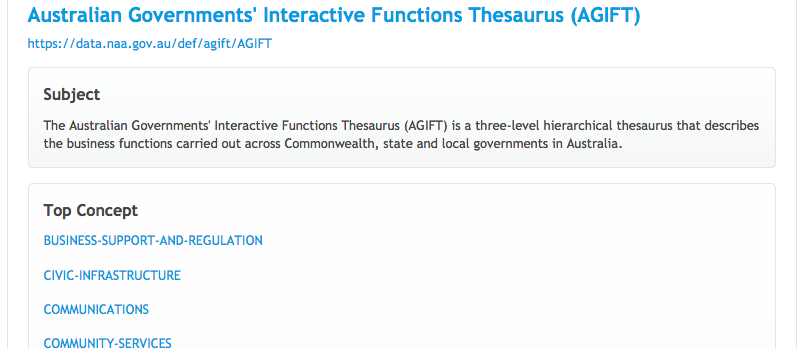 Australian Governments' Interactive Functions Thesaurus (AGIFT)
https://data.naa.gov.au/def/agift/AGIFT
Subject
The Australian Governments' Interactive Functions Thesaurus (AGIFT) is a three-level hierarchical thesaurus that describes
the business functions carried out across Commonwealth, state and local governments in Australia.
Top Concept
BUSINESS-SUPPORT-AND-REGULATION
CIVIC-INFRASTRUCTURE
COMMUNICATIONS
COMMUNITY-SERVICES